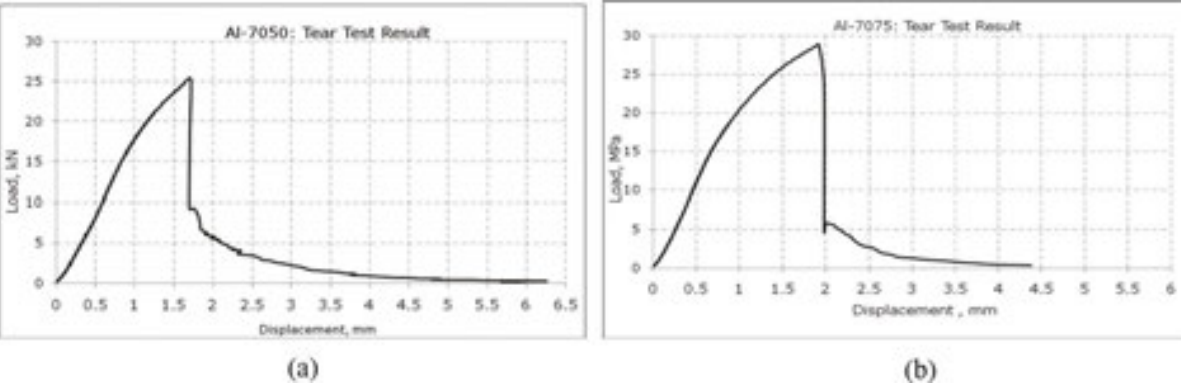 Al-7050: Tear Test Result
30
25
20
15
10
5
0
Load, kN
0 0.5 1 1.5 2 2.5 3 3.5 4 4.5 5 5.5 6 6.5
Displacement, mm
(a)
Al-7075: Tear Test Result
30
25
20
15
10
5
0
Load, MPa
0 0.5 1 1.5 2 2.5 3 3.5 4 4.5 5 5.5 6
Displacement , mm
(b)